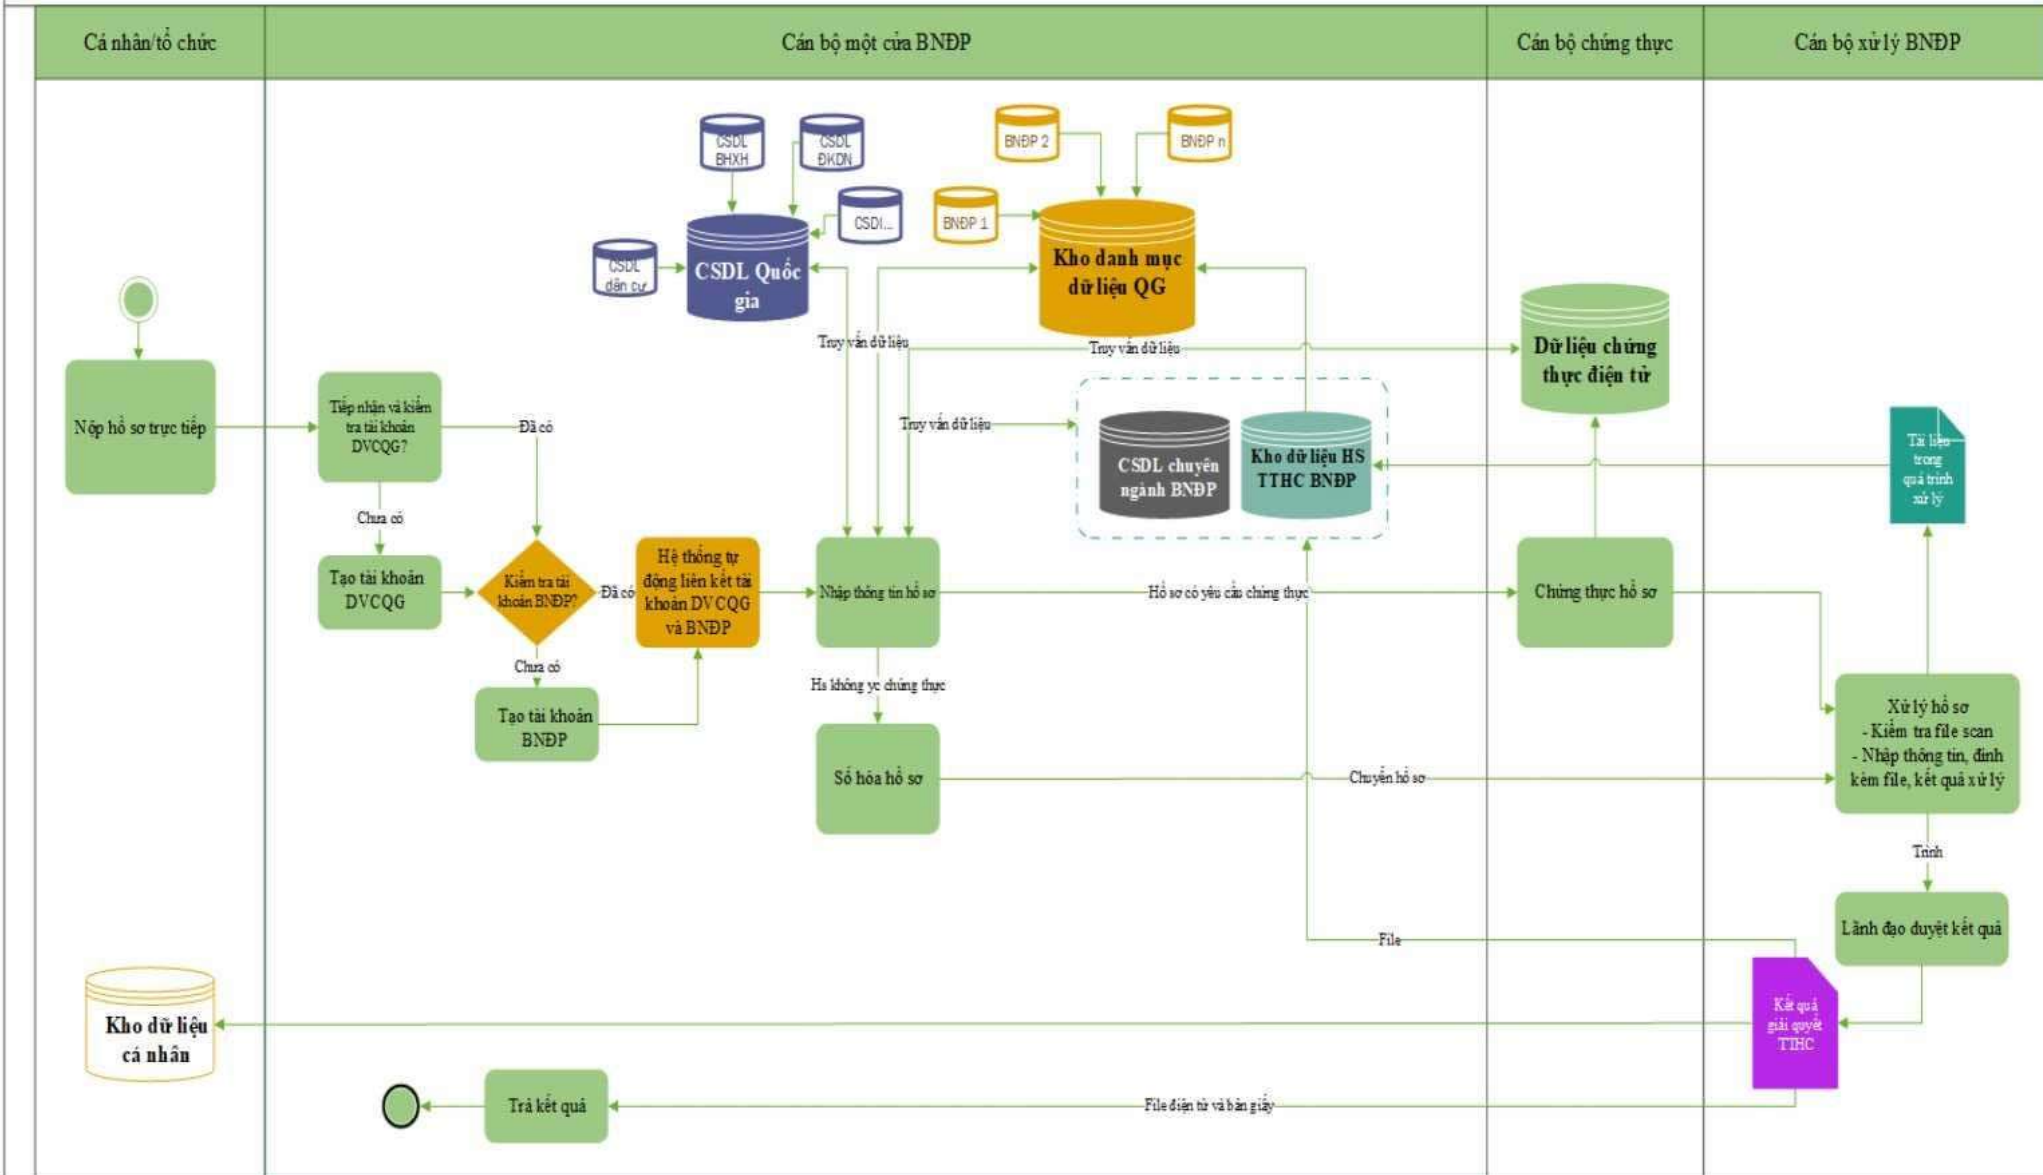 Cá nhân/tổ chức
Cán bộ một cửa BNĐP
Cán bộ chứng thực
Cán bộ xử lý BNĐP
CSDL
BHXH
CSDL
ĐKDN
CSDL
dân cư
CSDl...
CSDL Quốc
gia
BNĐP 2
BNĐP n
BNĐP 1
Kho danh mục
dữ liệu QG
Truy vấn dữ liệu
Truy vấn dữ liệu
Truy vấn dữ liệu
Dữ liệu chứng
thực điện tử
Nộp hồ sơ trực tiếp
Tiếp nhận và kiểm
tra tài khoản
DVCQG?
Đã có
Chưa có
CSDL chuyên
ngành BNĐP
Kho dữ liệu HS
TTHC BNĐP
Tài liệu
trong
quá trình
xử lý
Tạo tài khoản
DVCQG
Kiểm tra tài
khoản BNĐP?
Đã có
Hệ thống tự
động liên kết tài
khoản DVCQG
và BNĐP
Nhập thông tin hồ sơ
Hồ sơ có yêu cầu chứng thực
Chứng thực hồ sơ
Chưa có
Tạo tài khoản
BNĐP
Hs không yc chứng thực
Số hóa hồ sơ
Chuyển hồ sơ
Xử lý hồ sơ
- Kiểm tra file scan
- Nhập thông tin, đính
kèm file, kết quả xử lý
Trình
Lãnh đạo duyệt kết quả
File
Kết quả
giải quyết
TTHC
Kho dữ liệu
cá nhân
Trả kết quả
File điện tử và bản giấy